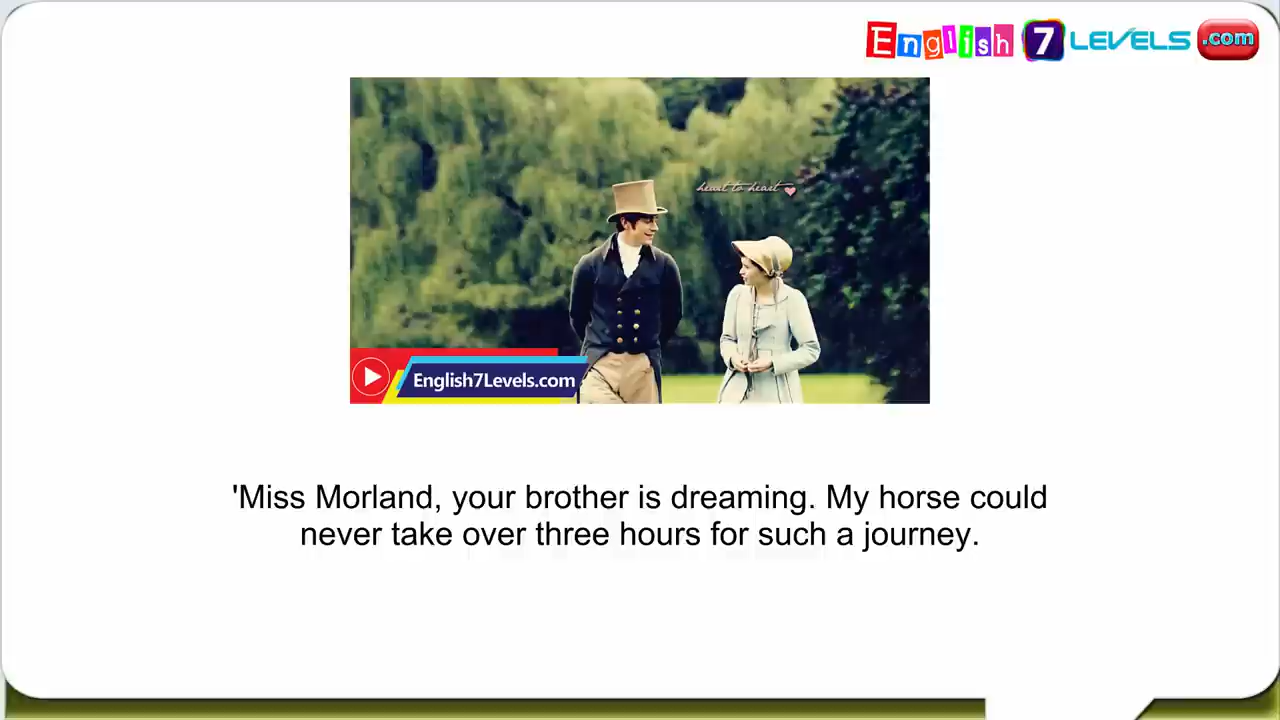 English 7 LEVELS .com
heart to heart
English7Levels.com
'Miss Morland, your brother is dreaming. My horse could
never take over three hours for such a journey.